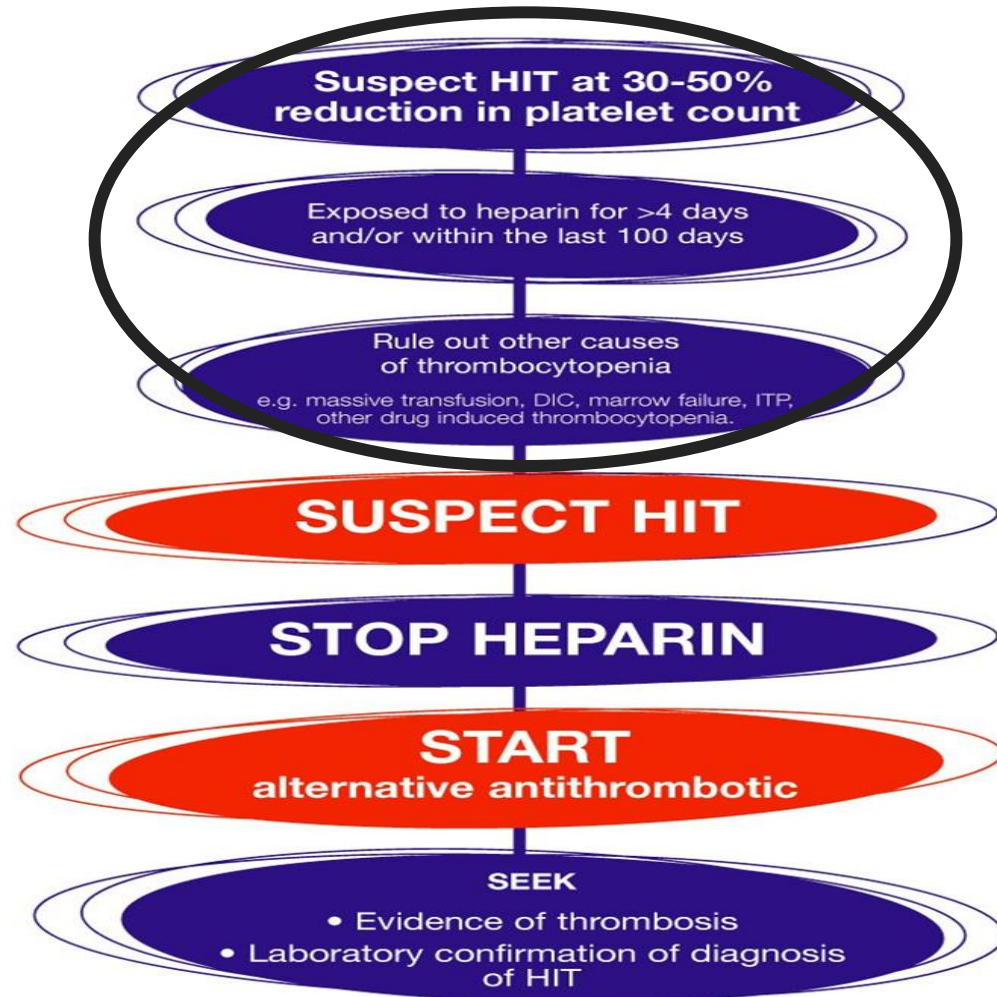 Suspect HIT at 30-50%
reduction in platelet count
Exposed to heparin for >4 days
and/or within the last 100 days
Rule out other causes
of thrombocytopenia
e.g. massive transfusion, DIC, marrow failure, ITP,
other drug induced thrombocytopenia.
SUSPECT HIT
STOP HEPARIN
START
alternative antithrombotic
SEEK
• Evidence of thrombosis
• Laboratory confirmation of diagnosis
of HIT